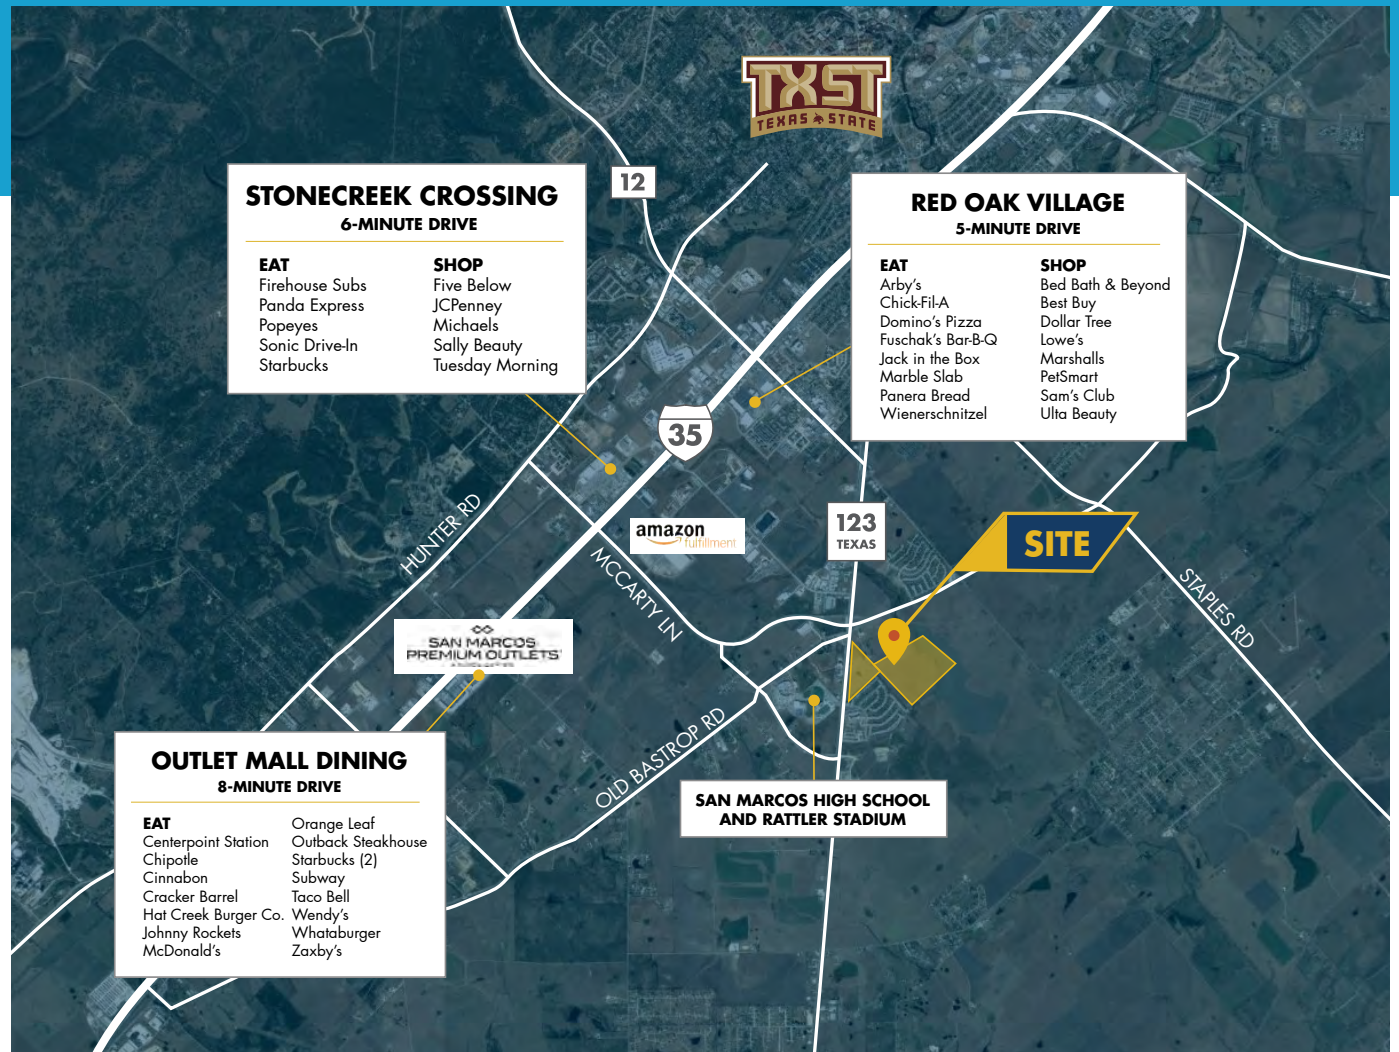 TXST
TEXAS STATE
12
STONECREEK CROSSING
6-MINUTE DRIVE
EAT
Firehouse Subs
Panda Express
Popeyes
Sonic Drive-In
Starbucks
SHOP
Five Below
JCPenney
Michaels
Sally Beauty
Tuesday Morning
RED OAK VILLAGE
5-MINUTE DRIVE
EAT
Arby's
Chick-Fil-A
Domino's Pizza
Fuschak's Bar-B-Q
Jack in the Box
Marble Slab
Panera Bread
Wienerschnitzel
SHOP
Bed Bath & Beyond
Best Buy
Dollar Tree
Lowe's
Marshalls
PetSmart
Sam's Club
Ulta Beauty
35
HUNTER RD
amazon
fulfillment
123
TEXAS
SITE
MCCARTY LN
STAPLES RD
SAN MARCOS
PREMIUM OUTLETS
OLD BASTROP RD
OUTLET MALL DINING
8-MINUTE DRIVE
EAT
Centerpoint Station
Chipotle
Cinnabon
Cracker Barrel
Hat Creek Burger Co.
Johnny Rockets
McDonald's
Orange Leaf
Outback Steakhouse
Starbucks (2)
Subway
Taco Bell
Wendy's
Whataburger
Zaxby's
SAN MARCOS HIGH SCHOOL
AND RATTLER STADIUM